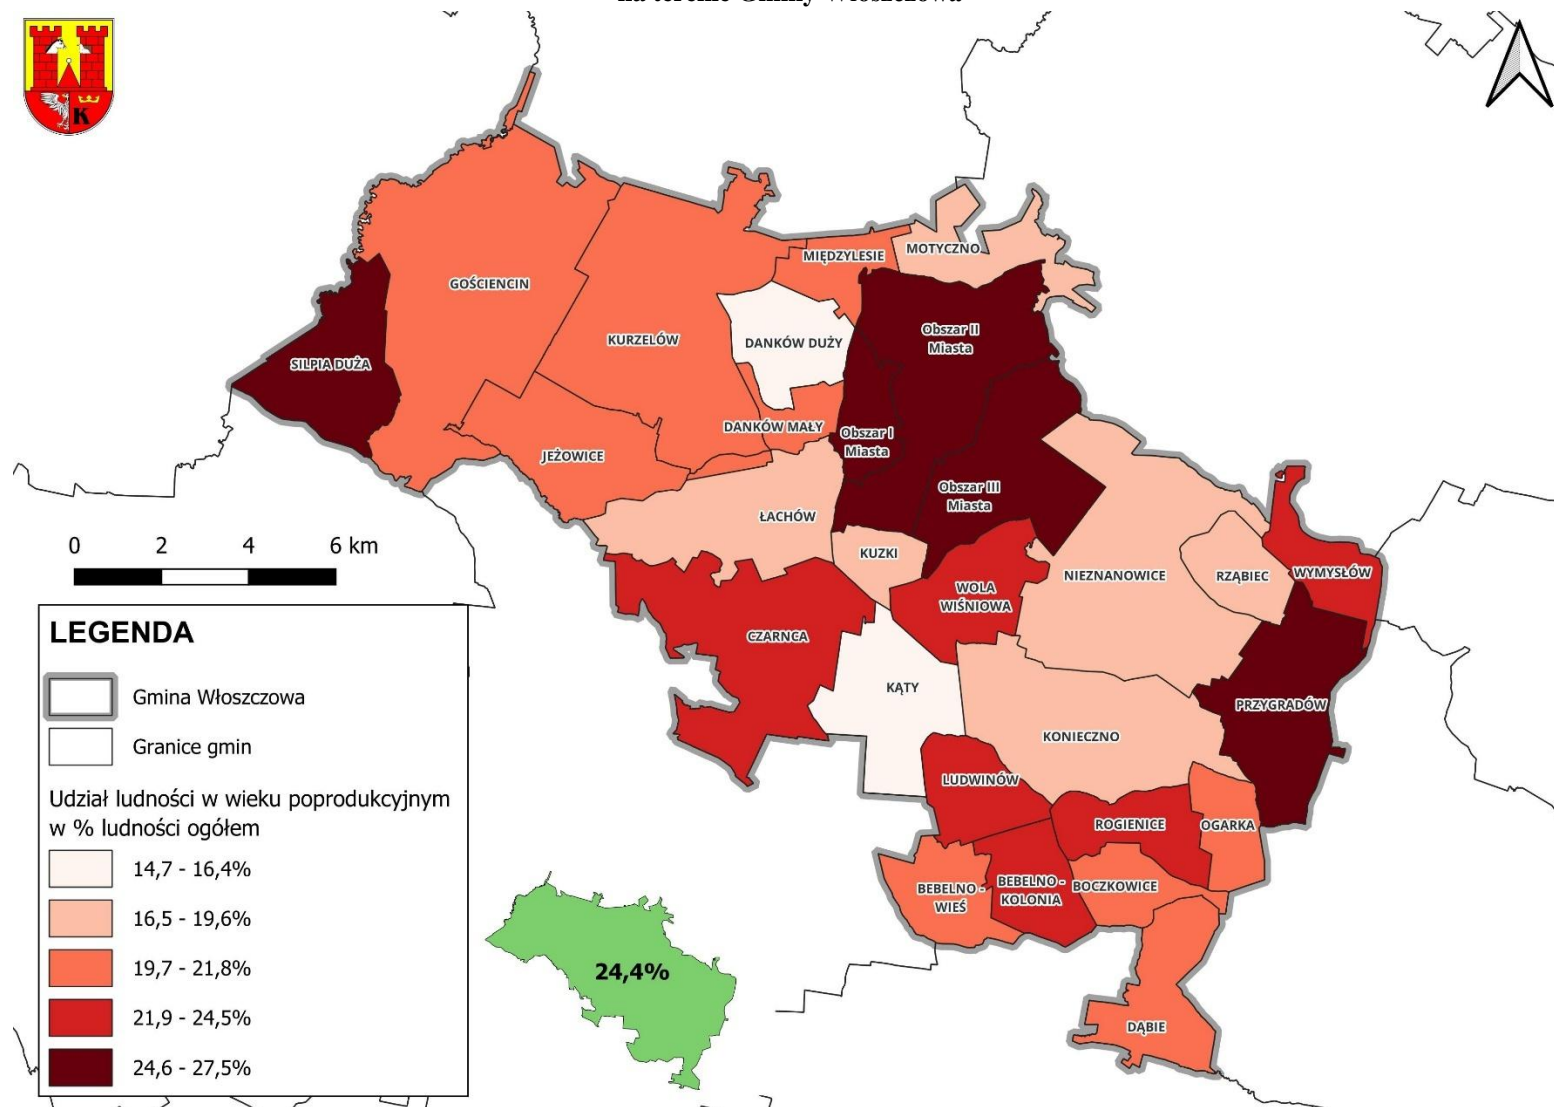 na terenie Gminy Włoszczowa
K
MOTYCZNO
MIĘDZYLESIE
GOŚCIENCIN
Obszar II
Miasta
KURZELÓW
DANKÓW DUŻY
SILPIA DUŻA
DANKÓW MAŁY
Obszar I
Miasta
JEŻOWICE
Obszar III
Miasta
ŁACHÓW
KUZKI
0 2 4 6 km
NIEZNANOWICE
RZĄBIEC
WYMYSŁÓW
WOLA
WIŚNIOWA
CZARNCA
KĄTY
PRZYGRADÓW
KONIECZNO
LUDWINÓW
ROGIENICE
OGARKA
BEBELNO -
WIEŚ
BEBELNO -
KOLONIA
BOCZKOWICE
DĄBIE
LEGENDA
Gmina Włoszczowa
Granice gmin
Udział ludności w wieku poprodukcyjnym
w % ludności ogółem
14,7 - 16,4%
16,5 - 19,6%
19,7 - 21,8%
21,9 - 24,5%
24,6 - 27,5%
24,4%